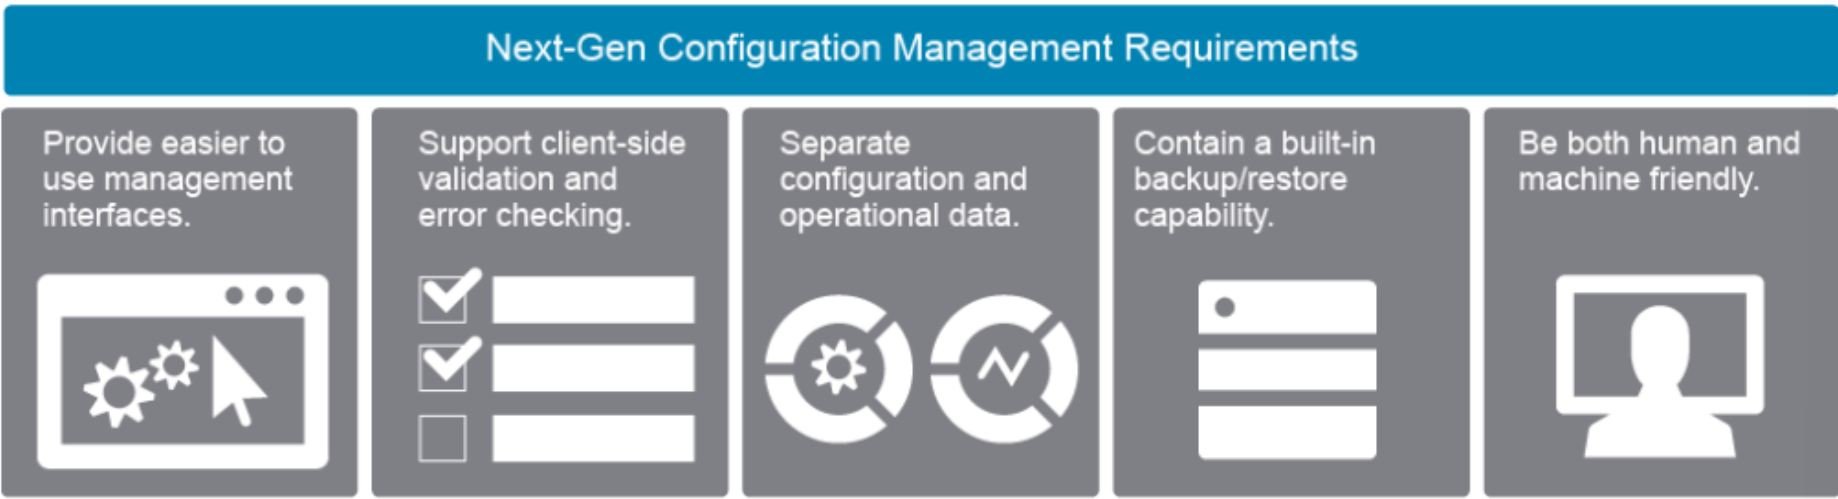 Next-Gen Configuration Management Requirements
Provide easier to
use management
interfaces.
Support client-side
validation and
error checking.
Separate
configuration and
operational data.
Contain a built-in
backup/restore
capability.
Be both human and
machine friendly.